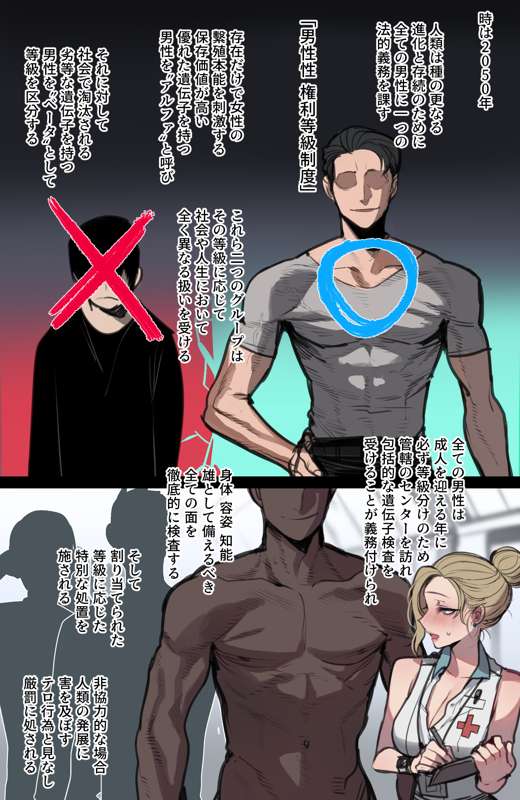 時は2050年
人類は種の更なる
進化と存続のために
全ての男性に一つの
法的義務を課す
「男性性 権利等級制度」
存在だけで女性の
繫殖本能を刺激する
保存価値が高い
優れた遺伝子を持つ
男性を“アルファ”と呼び
それに対して
社会で淘汰される
劣等な遺伝子を持つ
男性を“ベータ”として
等級を区分する
これら二つのグループは
その等級に応じて
社会や人生において
全く異なる扱いを受ける
全ての男性は
成人を迎える年に
必ず等級分けのため
管轄のセンターを訪れ
包括的な遺伝子検査を
受けることが義務付けられ
身体 容姿 知能
雄として備えるべき
全ての面を
徹底的に検査する
そして
割り当てられた
等級に応じた
特別な処置を
施される
非協力的な場合
人類の発展に
害を及ぼす
テロ行為と見なし
厳罰に処される